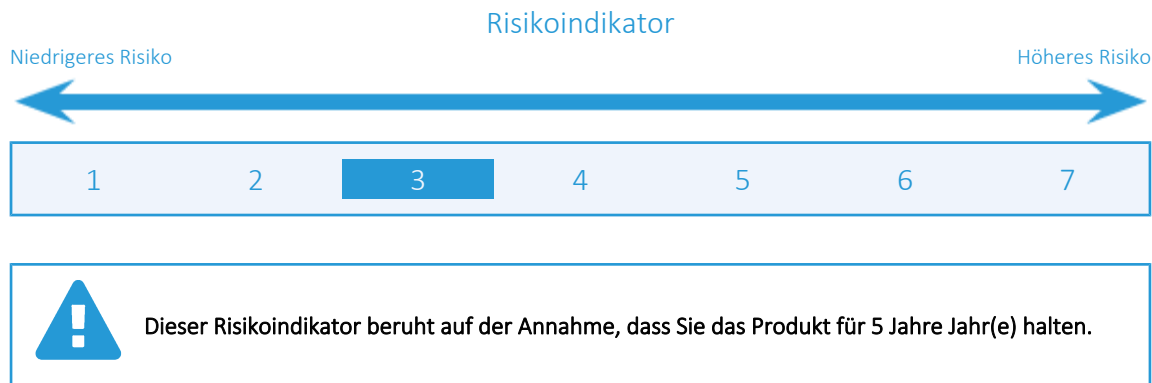 Risikoindikator
Niedrigeres Risiko Höheres Risiko
1 2 3 4 5 6 7
Dieser Risikoindikator beruht auf der Annahme, dass Sie das Produkt für 5 Jahre Jahr(e) halten.